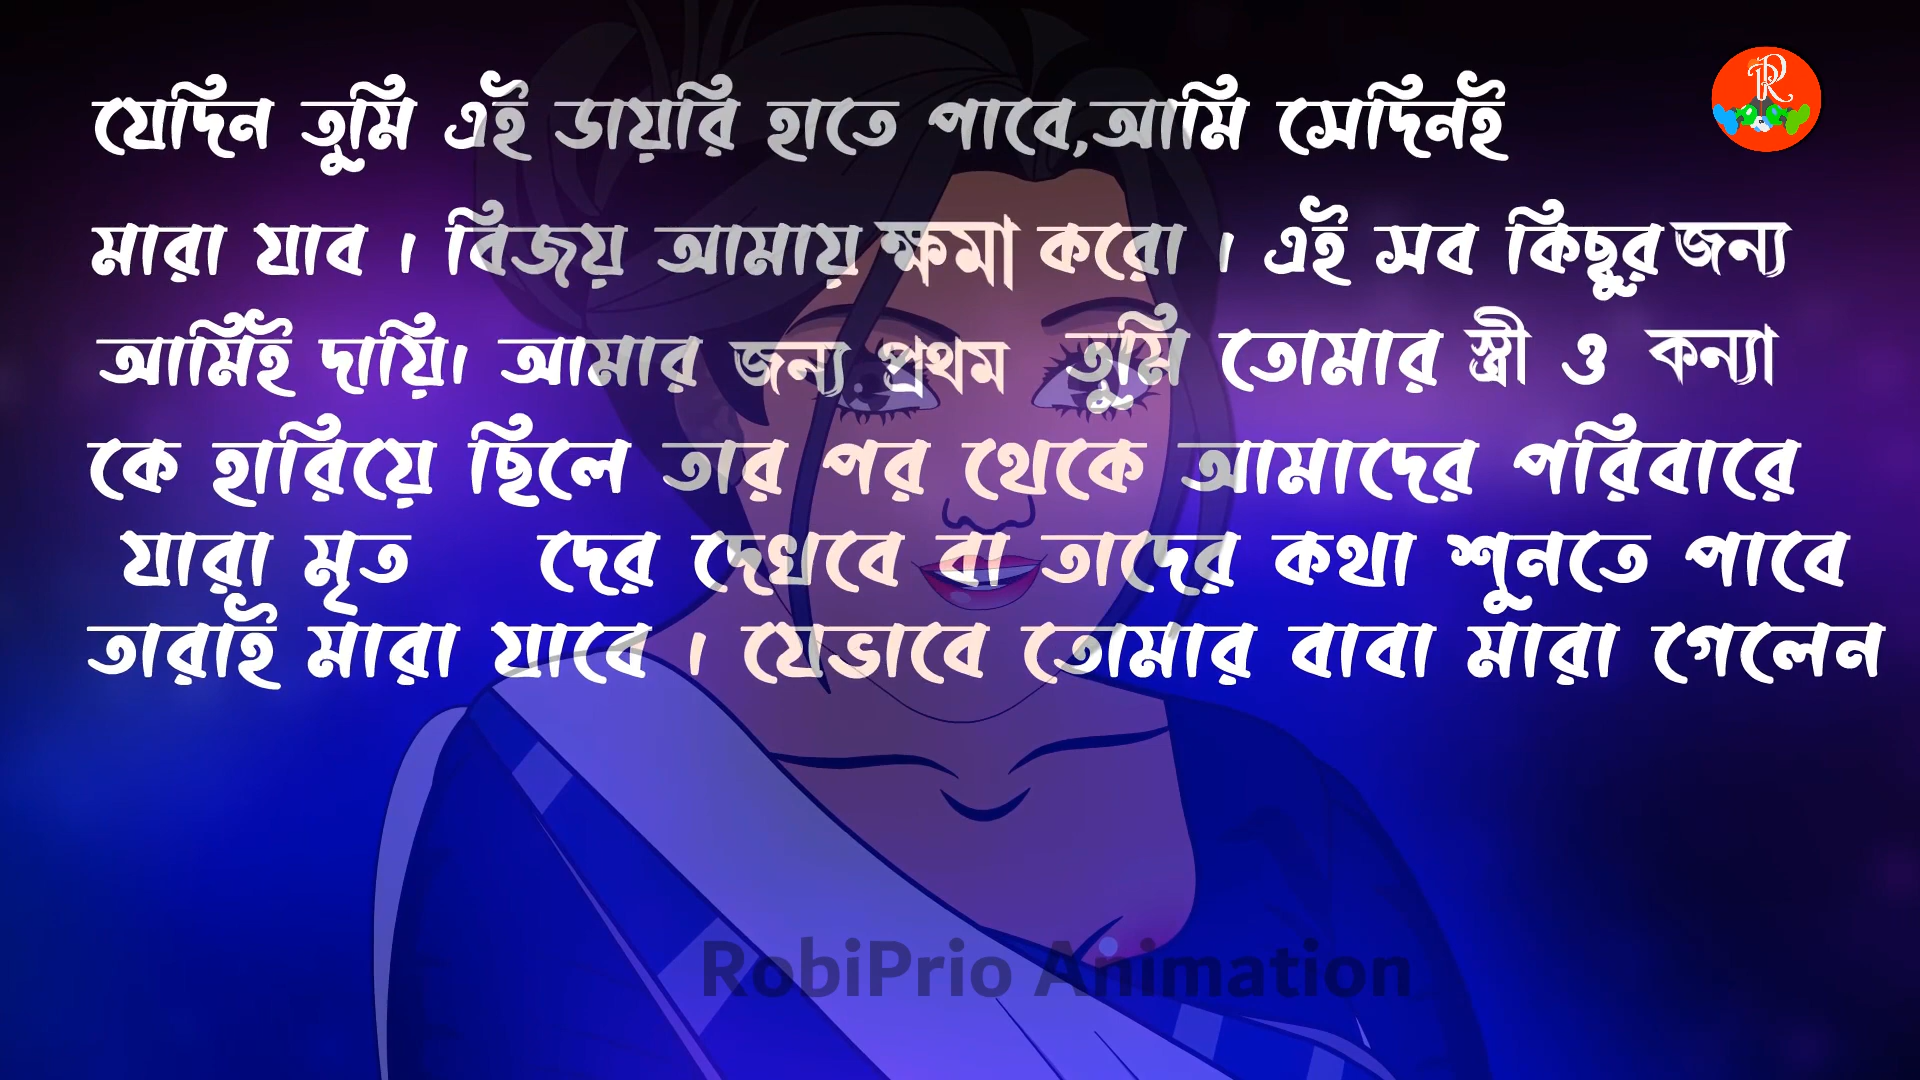 যেদিন তুমি এই ডায়রি হাতে পাবে,আমি সেদিনই
মারা যাব । বিজয় আমায় ক্ষমা করো । এই সব কিছুর জন্য
আমিই দায়ি। আমার জন্য প্রথম তুমি তোমার স্ত্রী ও কন্যা
কে হারিয়ে ছিলে তার পর থেকে আমাদের পরিবারে
যারা মৃত দের দেখবে বা তাদের কথা শুনতে পাবে
তারাই মারা যাবে । যেভাবে তোমার বাবা মারা গেলেন
RobiPrio Animation